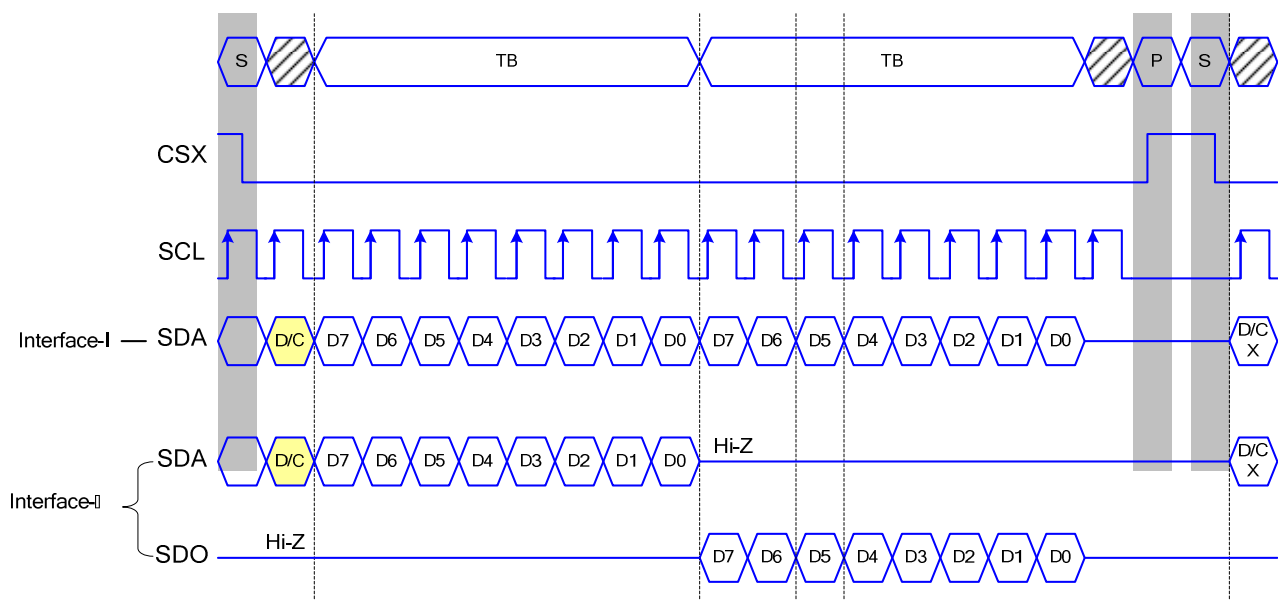 S TB TB P S
CSX
SCL
Interface-I SDA D/C D7 D6 D5 D4 D3 D2 D1 D0 D7 D6 D5 D4 D3 D2 D1 D0 D/C
X
SDA D/C D7 D6 D5 D4 D3 D2 D1 D0 Hi-Z D/C
X
Interface-
SDO Hi-Z D7 D6 D5 D4 D3 D2 D1 D0